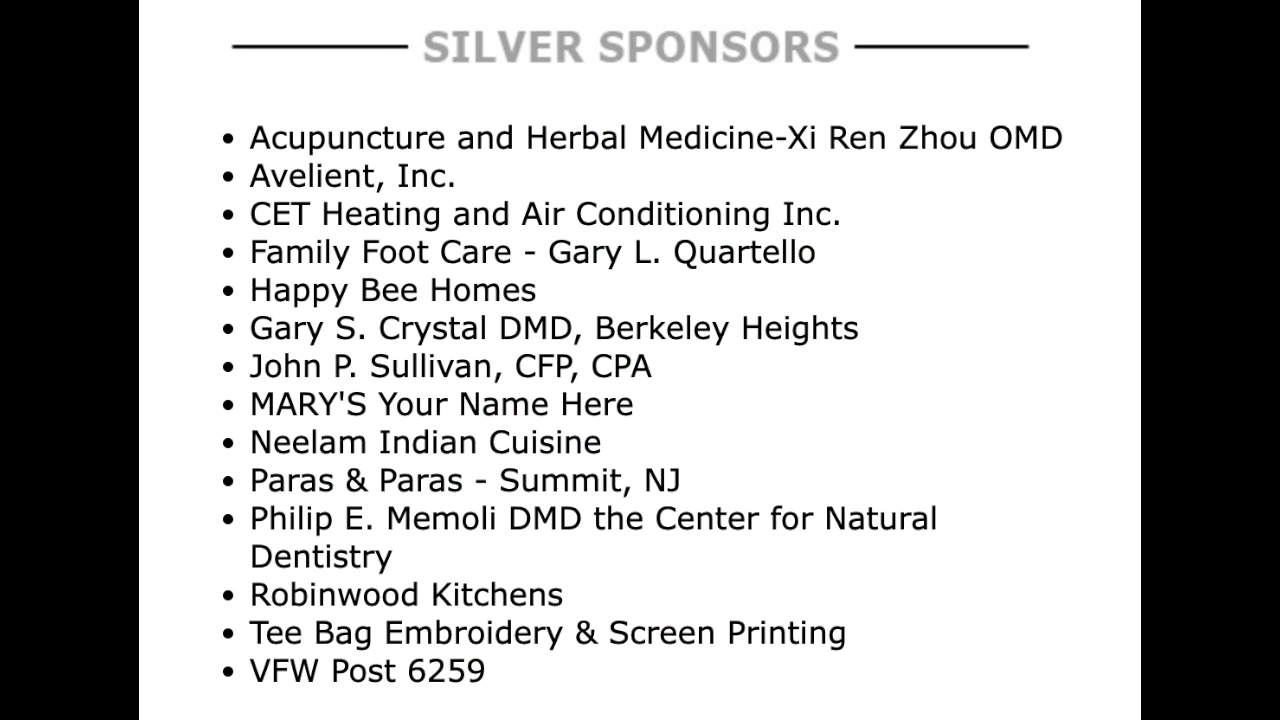 SILVER SPONSORS
• Acupuncture and Herbal Medicine-Xi Ren Zhou OMD
• Avelient, Inc.
• CET Heating and Air Conditioning Inc.
• Family Foot Care - Gary L. Quartello
• Happy Bee Homes
• Gary S. Crystal DMD, Berkeley Heights
• John P. Sullivan, CFP, CPA
• MARY'S Your Name Here
• Neelam Indian Cuisine
• Paras & Paras - Summit, NJ
• Philip E. Memoli DMD the Center for Natural
Dentistry
• Robinwood Kitchens
• Tee Bag Embroidery & Screen Printing
• VFW Post 6259